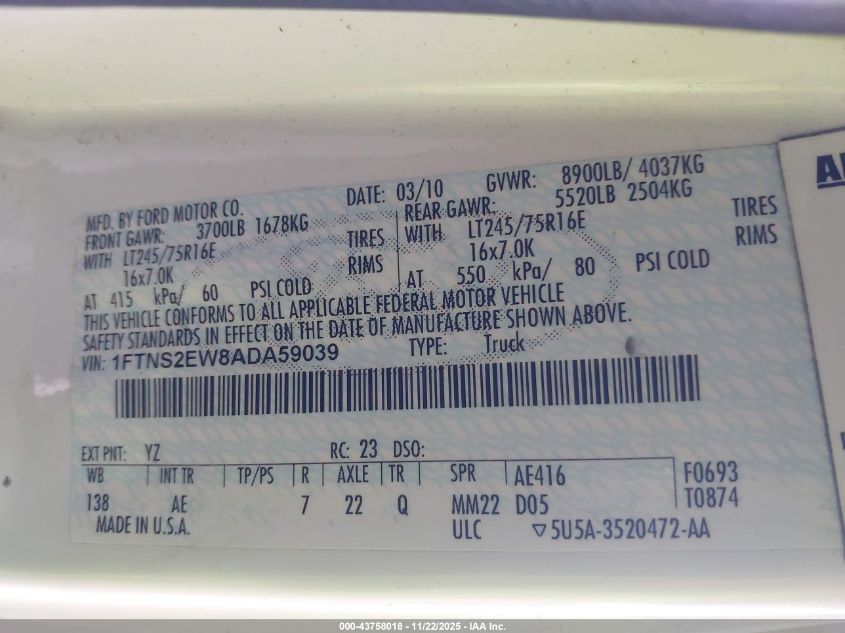 MFD. BY FORD MOTOR CO. DATE: 03/10 GVWR: 8900LB/ 4037KG
FRONT GAWR: 3700LB 1678KG REAR GAWR: 5520LB 2504KG
WITH LT245/75R16E TIRES WITH LT245/75R16E TIRES
16x7.0K RIMS 16x7.0K RIMS
AT 415 kPa/ 60 PSI COLD AT 550 kPa/ 80 PSI COLD
THIS VEHICLE CONFORMS TO ALL APPLICABLE FEDERAL MOTOR VEHICLE
SAFETY STANDARDS IN EFFECT ON THE DATE OF MANUFACTURE SHOWN ABOVE.
VIN: 1FTNS2EW8ADA59039 TYPE: Truck
EXT PNT: YZ RC: 23 DSO:
WB INT TR TP/PS R AXLE TR SPR AE416 F0693
138 AE 7 22 Q MM22 D05 T0874
MADE IN U.S.A. ULC ▽5U5A-3520472-AA
000-43758018 - 11/22/2025 - IAA Inc.